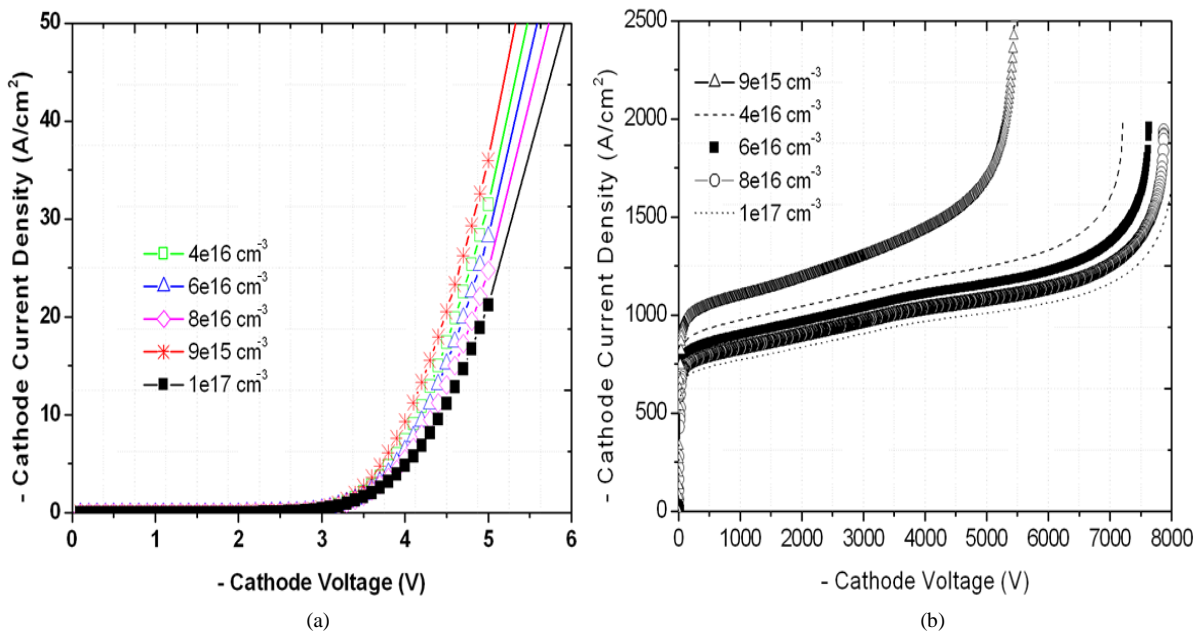 50
40
30
20
10
0
- Cathode Current Density (A/cm²)
4e16 cm⁻³
6e16 cm⁻³
8e16 cm⁻³
9e15 cm⁻³
1e17 cm⁻³
0 1 2 3 4 5 6
- Cathode Voltage (V)
(a)
2500
2000
1500
1000
500
0
- Cathode Current Density (A/cm²)
9e15 cm⁻³
4e16 cm⁻³
6e16 cm⁻³
8e16 cm⁻³
1e17 cm⁻³
0 1000 2000 3000 4000 5000 6000 7000 8000
- Cathode Voltage (V)
(b)